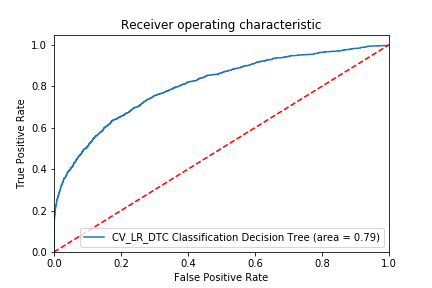 Receiver operating characteristic
True Positive Rate
1.0
0.8
0.6
0.4
0.2
0.0
CV_LR_DTC Classification Decision Tree (area = 0.79)
0.0 0.2 0.4 0.6 0.8 1.0
False Positive Rate